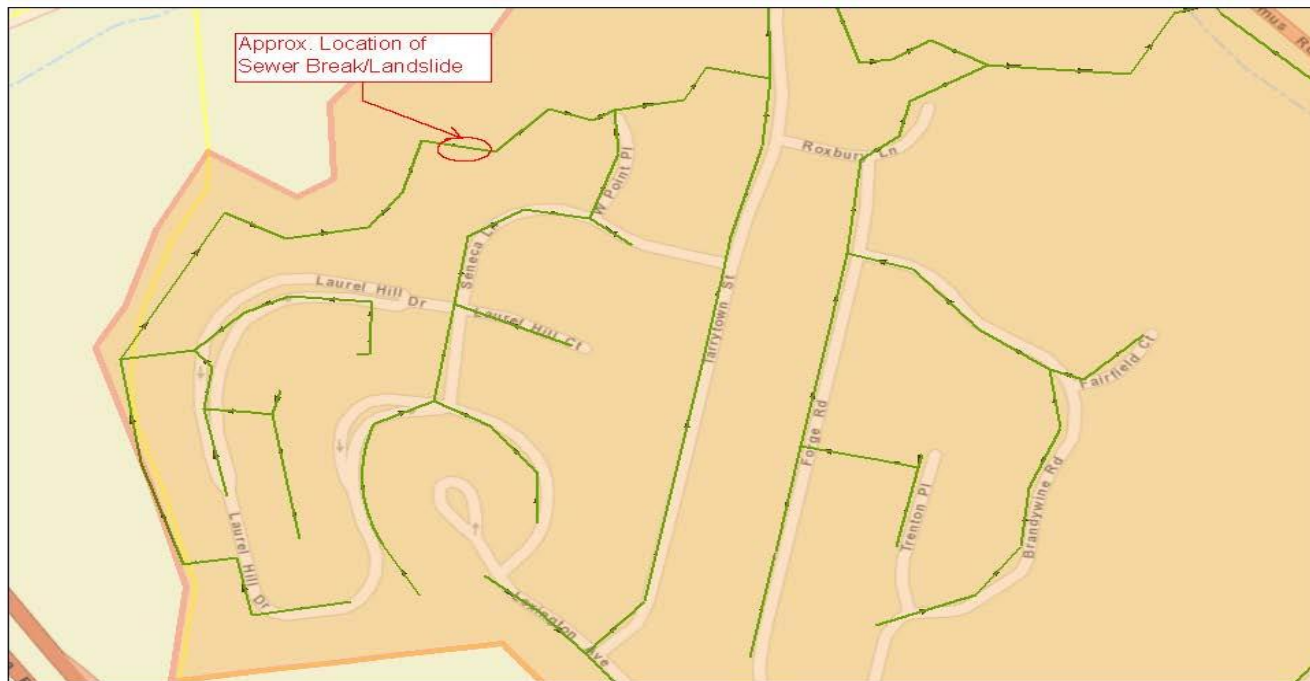 Approx. Location of
Sewer Break/Landslide
Roxbury Ln
W Point Pl
Seneca Ln
Laurel Hill Dr
Laurel Hill Ct
Tarrytown St
Fairfield Ct
Forge Rd
Trenton Pl
Brandywine Rd
Laurel Hill Dr
Lexington Ave